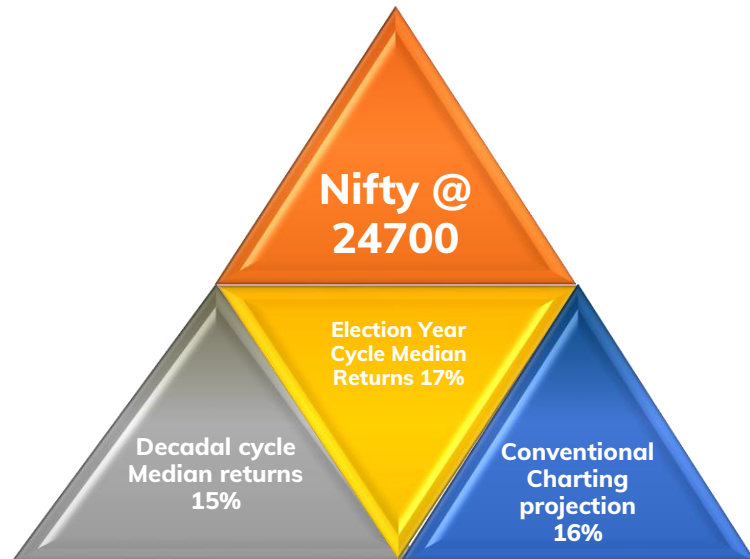 Nifty @
24700
Election Year
Cycle Median
Returns 17%
Decadal cycle
Median returns
15%
Conventional
Charting
projection
16%